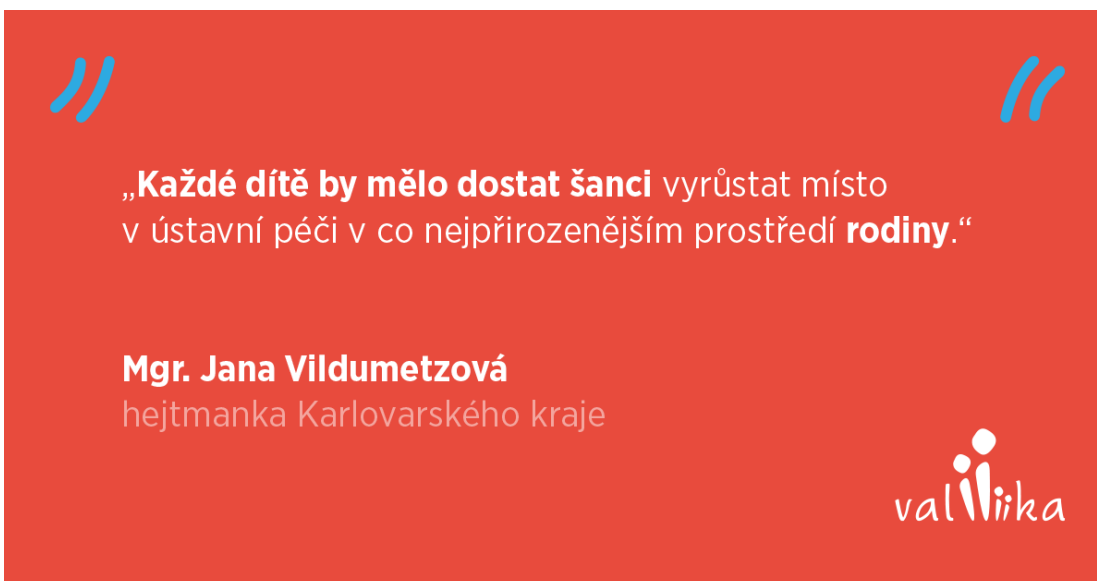 „Každé dítě by mělo dostat šanci vyrůstat místo
v ústavní péči v co nejpřirozenějším prostředí rodiny.“
Mgr. Jana Vildumetzová
hejtmanka Karlovarského kraje
valiika